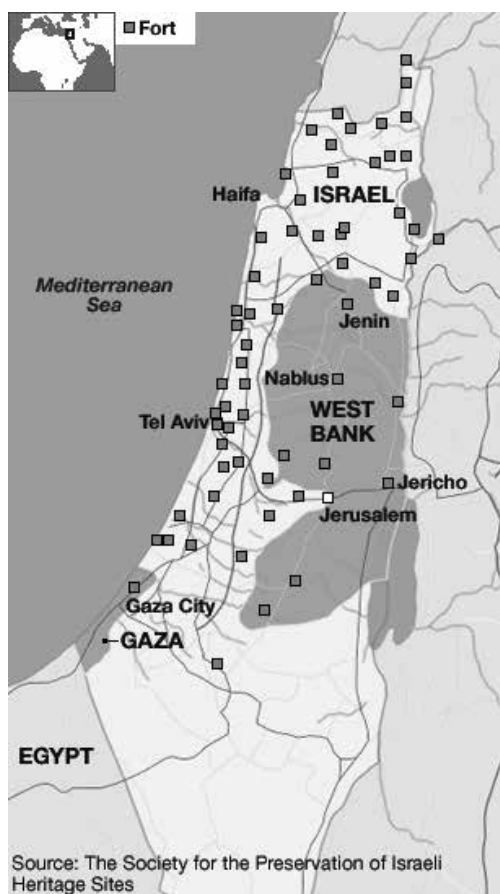 Fort
Haifa
ISRAEL
Mediterranean
Sea
Jenin
Nablus
WEST
BANK
Tel Aviv
Jericho
Jerusalem
Gaza City
GAZA
EGYPT
Source: The Society for the Preservation of Israeli
Heritage Sites